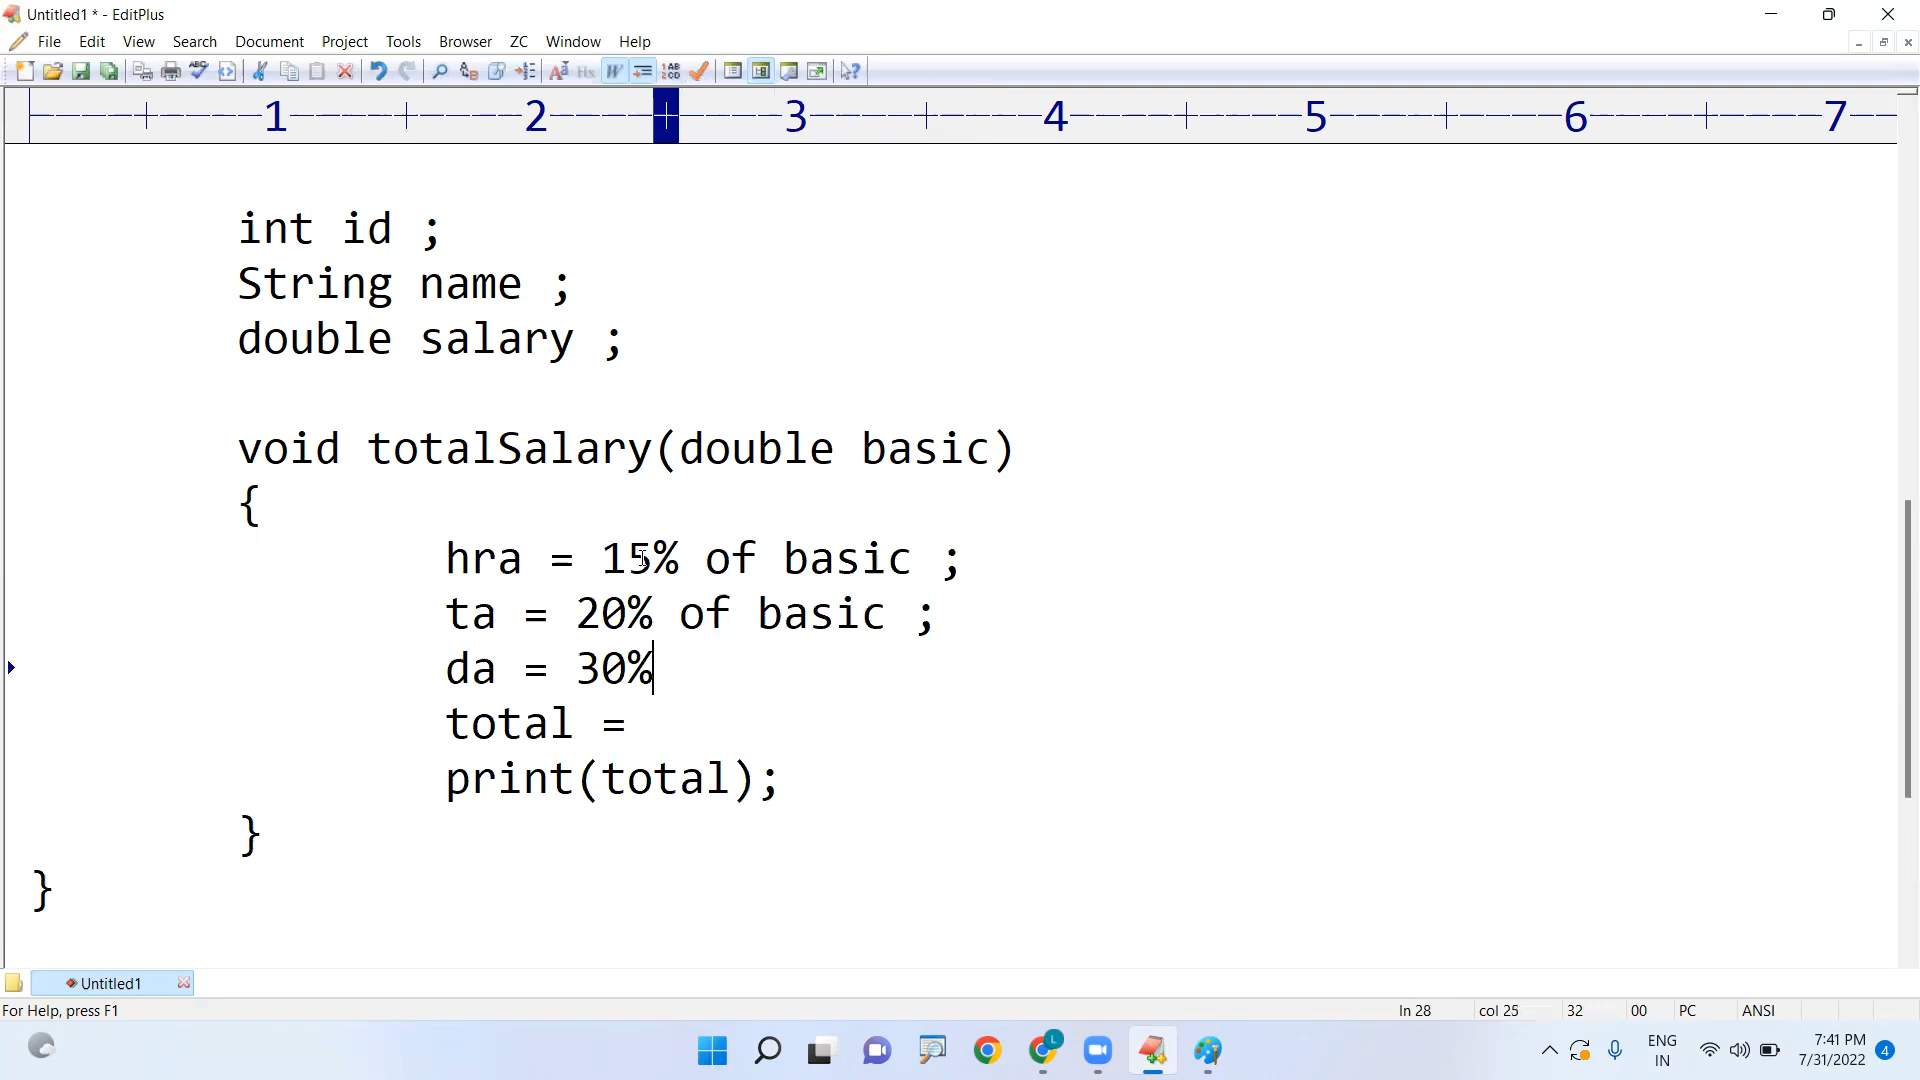 Untitled1 * - EditPlus
File Edit View Search Document Project Tools Browser ZC Window Help
1 2 3 4 5 6 7
int id ;
String name ;
double salary ;
void totalSalary(double basic)
{
hra = 15% of basic ;
ta = 20% of basic ;
da = 30%
total =
print(total);
}
}
Untitled1
For Help, press F1 ln 28 col 25 32 00 PC ANSI
ENG 7:41 PM
IN 7/31/2022 4